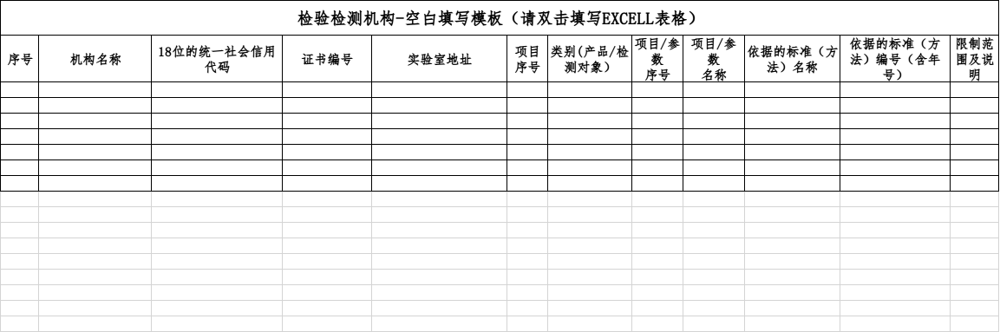 检验检测机构-空白填写模板（请双击填写EXCELL表格）
序号
机构名称
18位的统一社会信用
代码
证书编号
实验室地址
项目
序号
类别(产品/检
测对象）
项目/参
数
序号
项目/参
数
名称
依据的标准（方
法）名称
依据的标准（方
法）编号（含年
号）
限制范
围及说
明